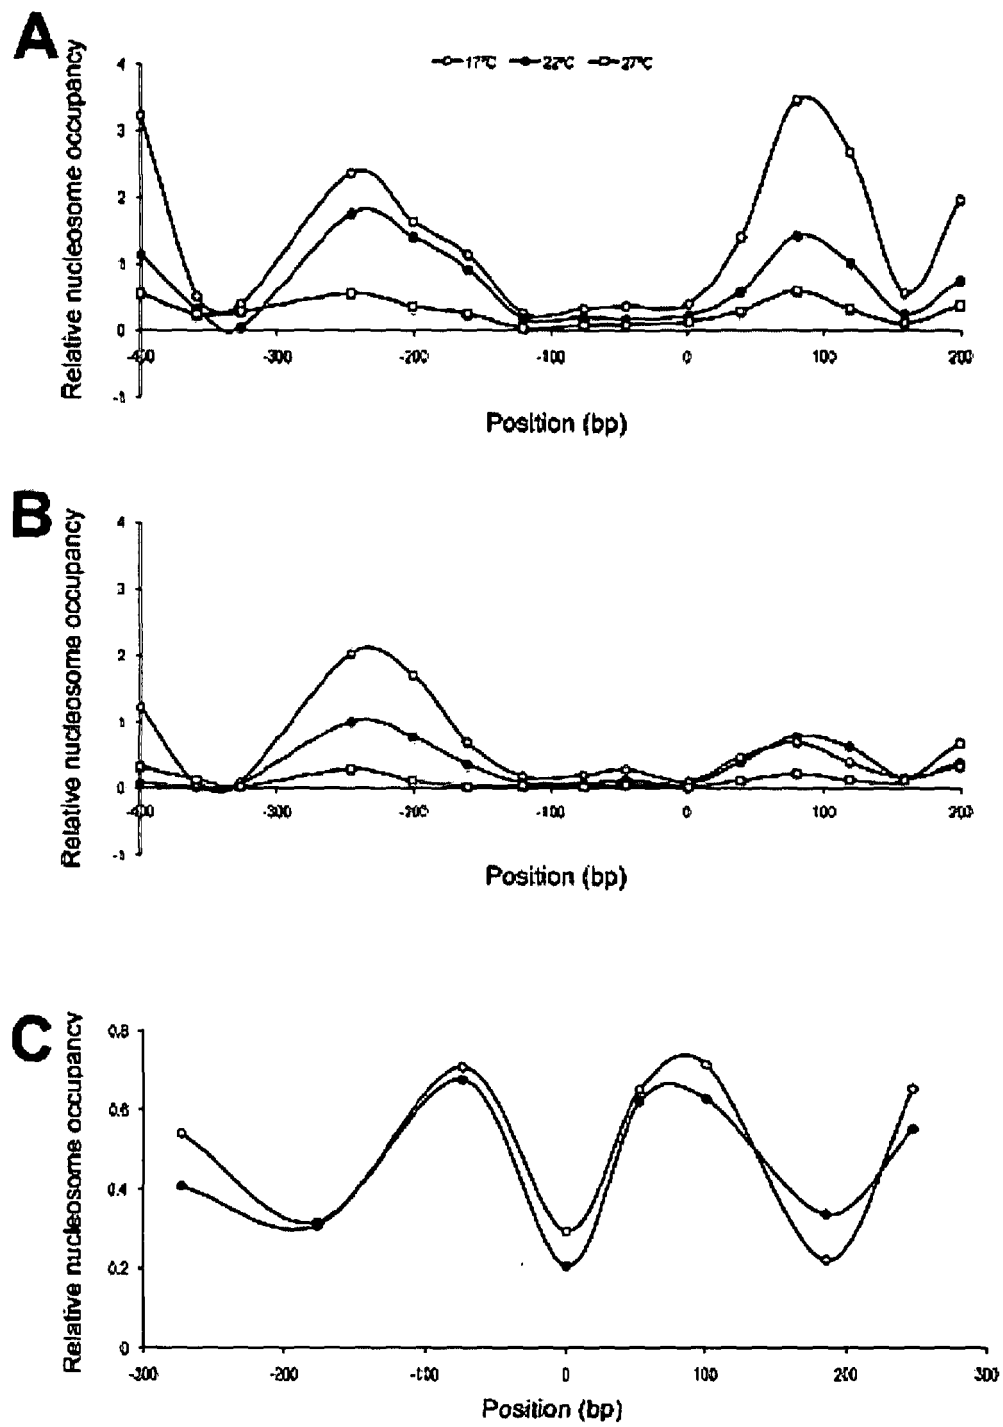 A
17°C 22°C 27°C
Relative nucleosome occupancy
4
3
2
1
0
-1
-400 -300 -200 -100 0 100 200
Position (bp)
B
Relative nucleosome occupancy
4
3
2
1
0
-1
-400 -300 -200 -100 0 100 200
Position (bp)
C
Relative nucleosome occupancy
0.8
0.6
0.4
0.2
0
-300 -200 -100 0 100 200 300
Position (bp)